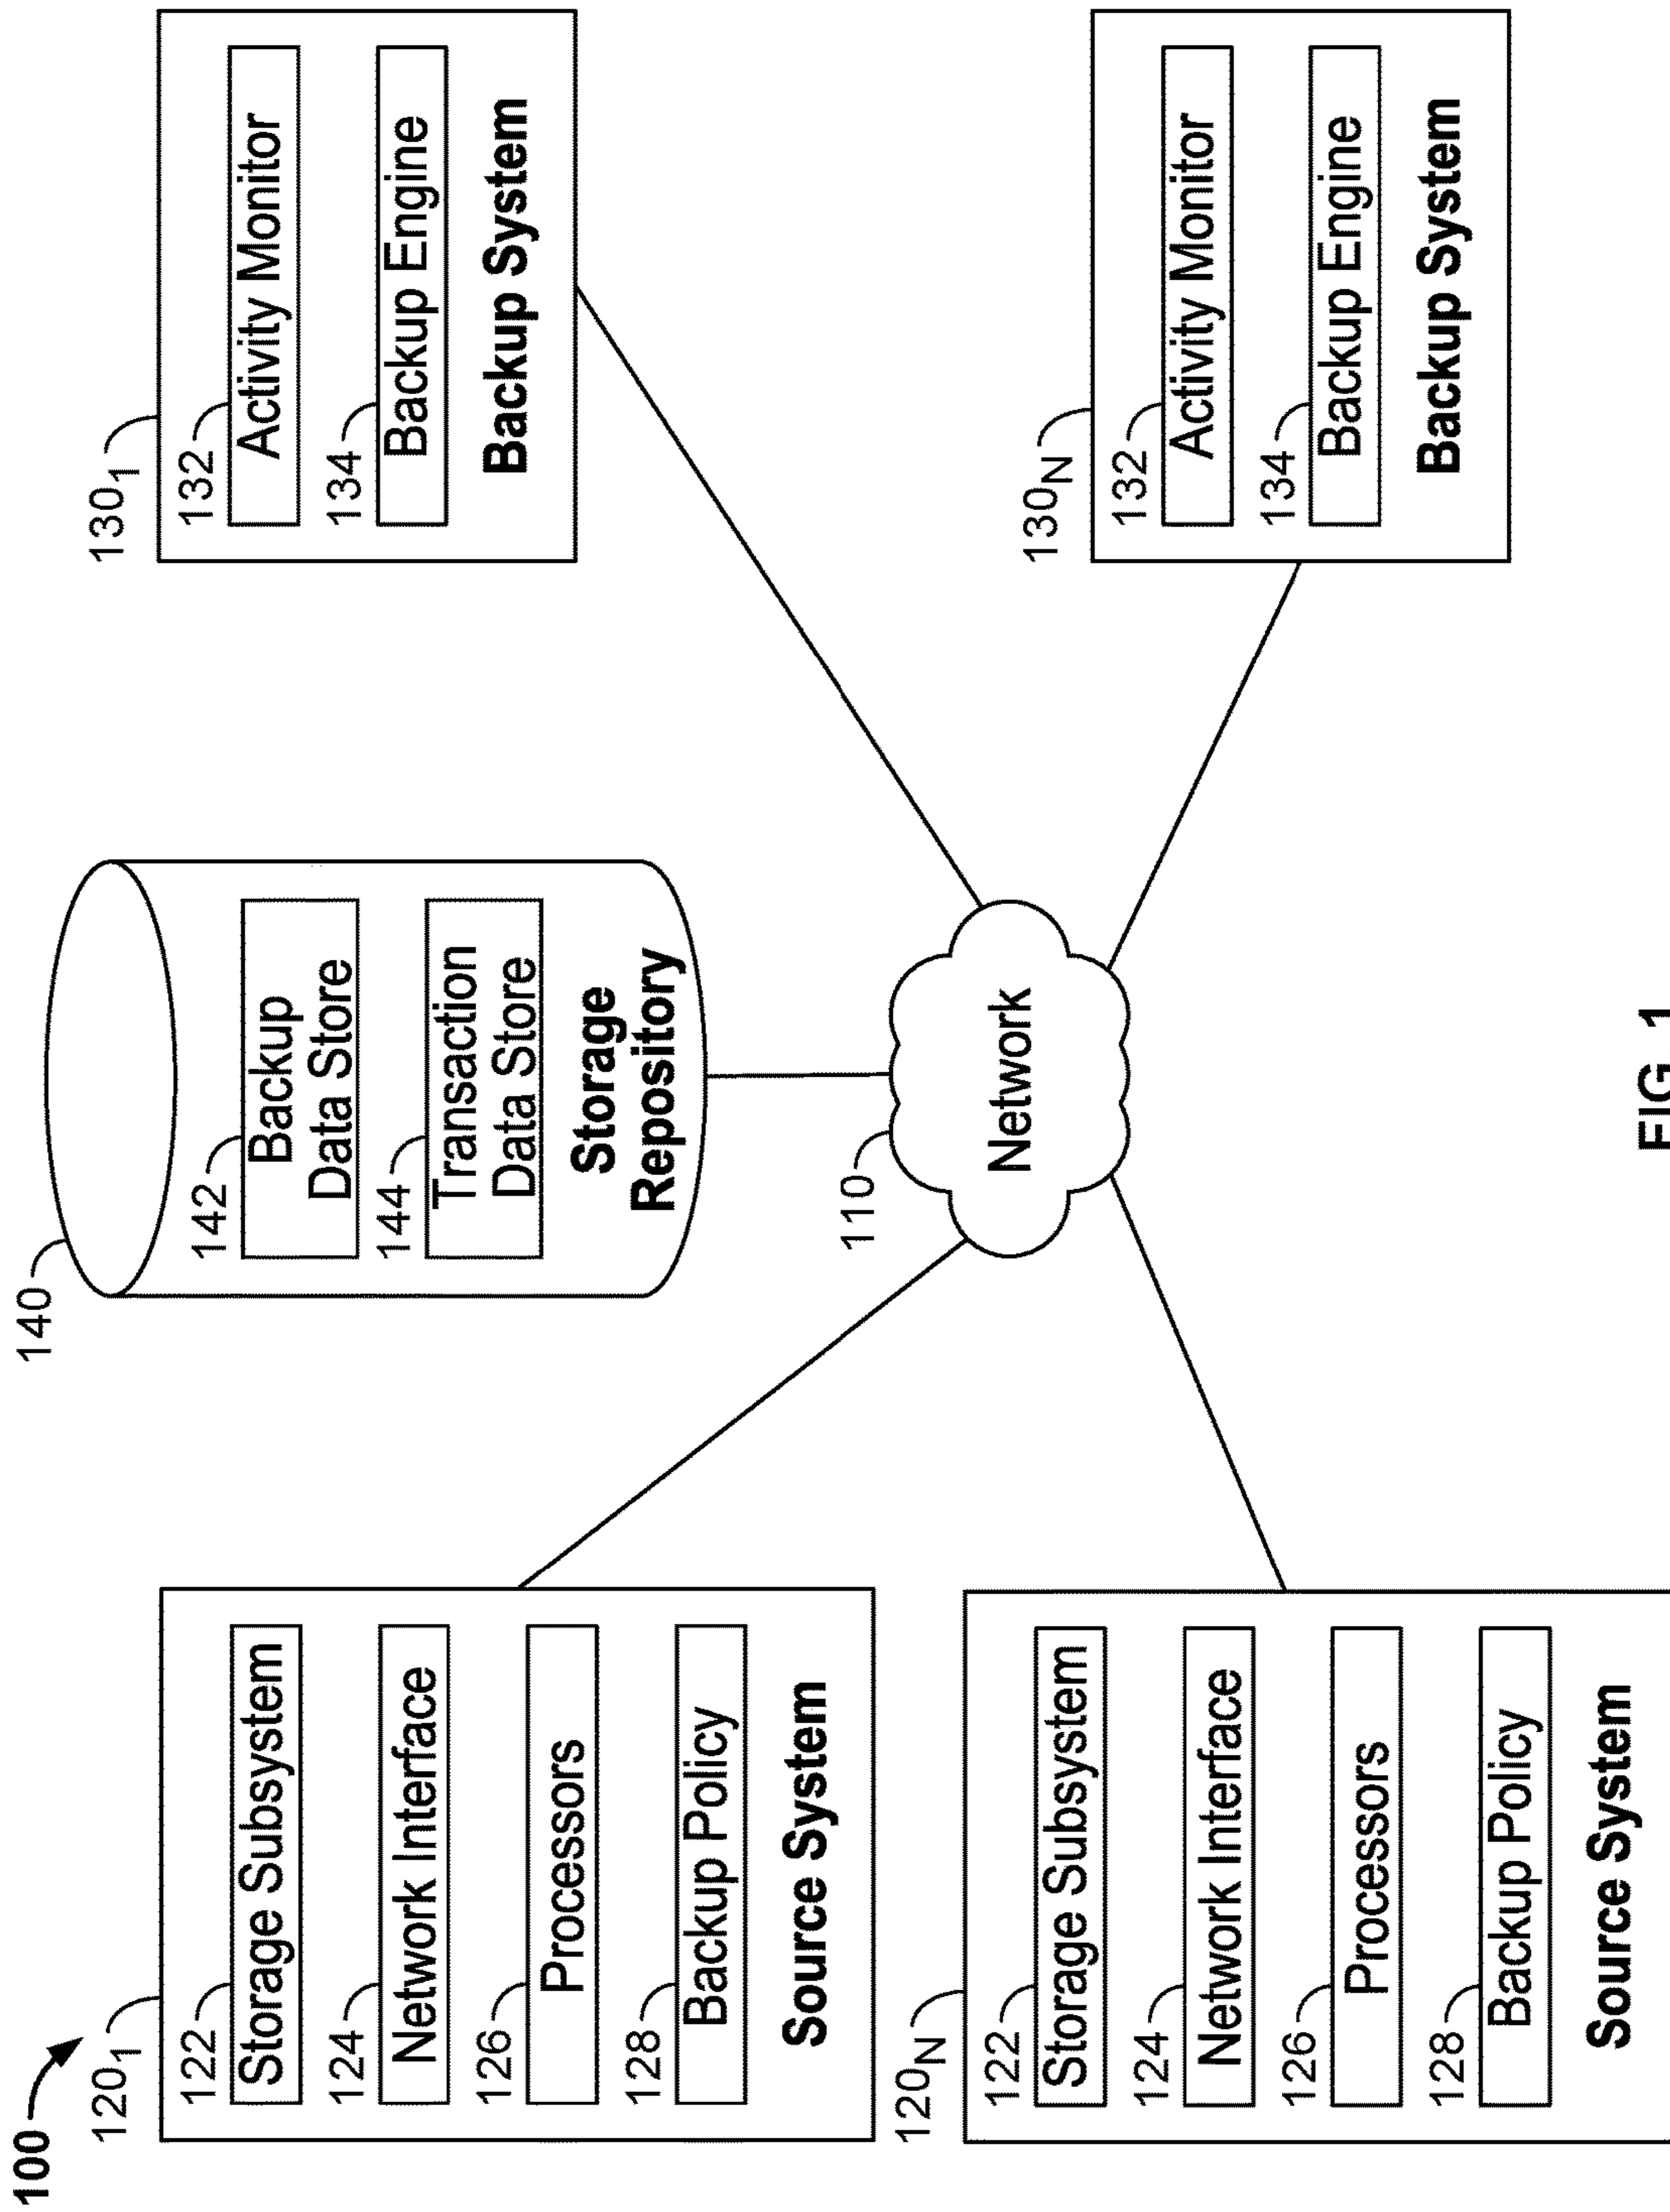 100
120₁
122
Storage Subsystem
124
Network Interface
126
Processors
128
Backup Policy
Source System
120N
122
Storage Subsystem
124
Network Interface
126
Processors
128
Backup Policy
Source System
140
142
Backup
Data Store
144
Transaction
Data Store
Storage
Repository
110
Network
130₁
132
Activity Monitor
134
Backup Engine
Backup System
130N
132
Activity Monitor
134
Backup Engine
Backup System
FIG. 1